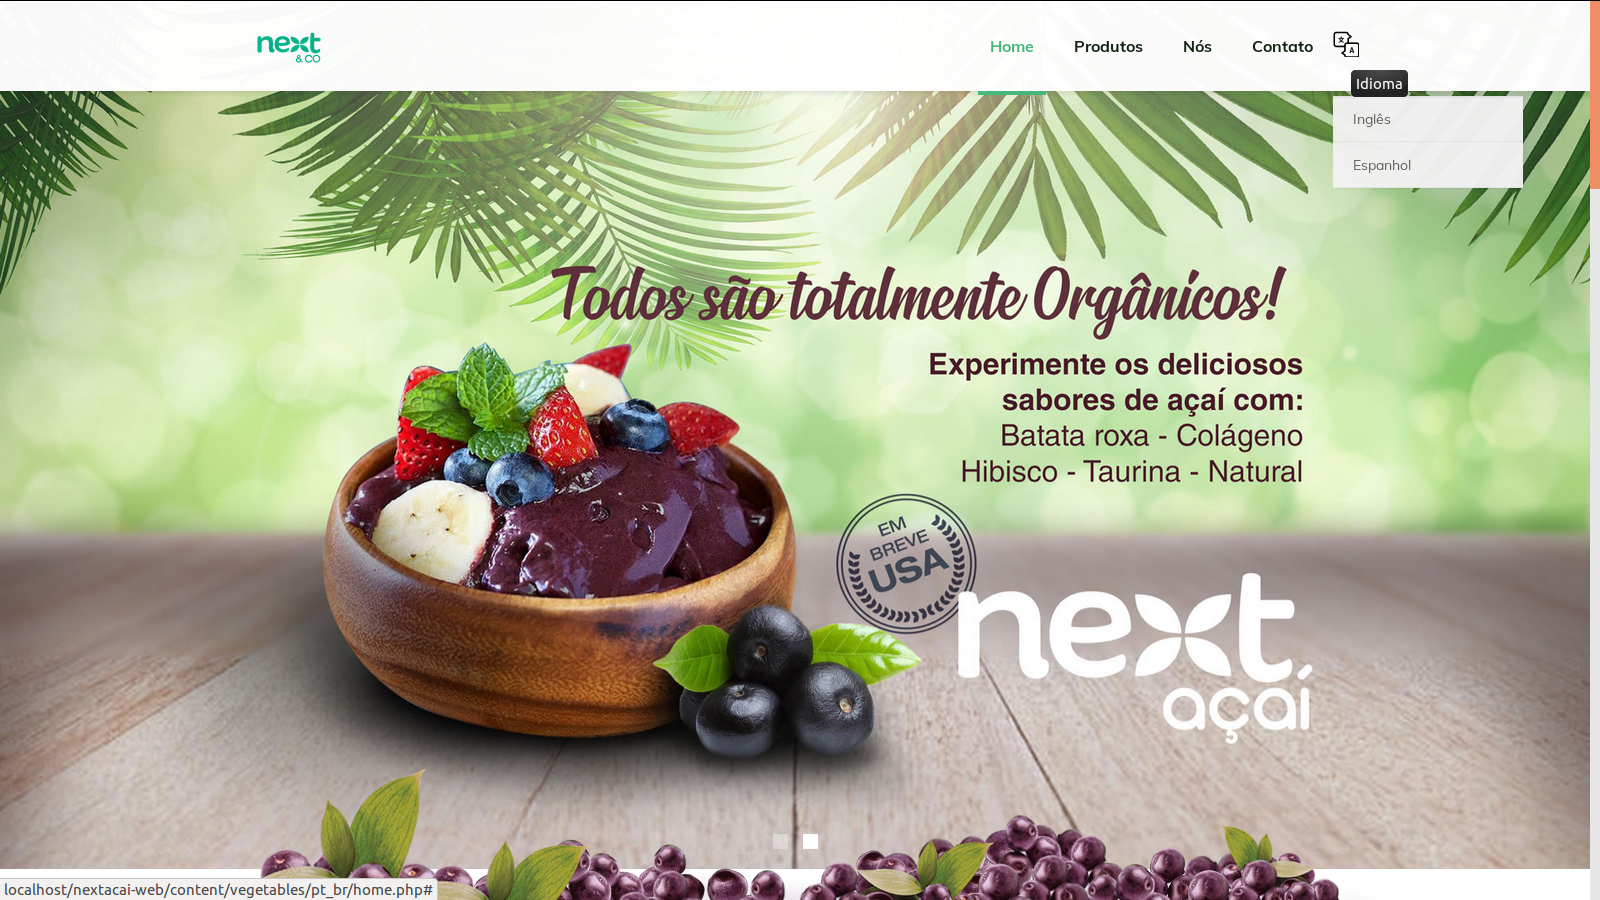 next
& CO
Home
Produtos
Nós
Contato
Idioma
Inglês
Espanhol
Todos são totalmente Orgânicos!
Experimente os deliciosos
sabores de açaí com:
Batata roxa - Colágeno
Hibisco - Taurina - Natural
EM
BREVE
USA
next
açaí
localhost/nextacai-web/content/vegetables/pt_br/home.php#